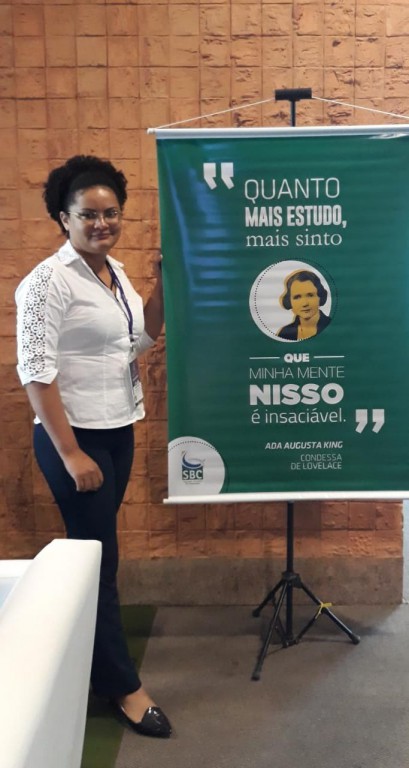 “
QUANTO
MAIS ESTUDO,
mais sinto
QUE
MINHA MENTE
NISSO
é insaciável.
”
ADA AUGUSTA KING
CONDESSA
DE LOVELACE
SBC